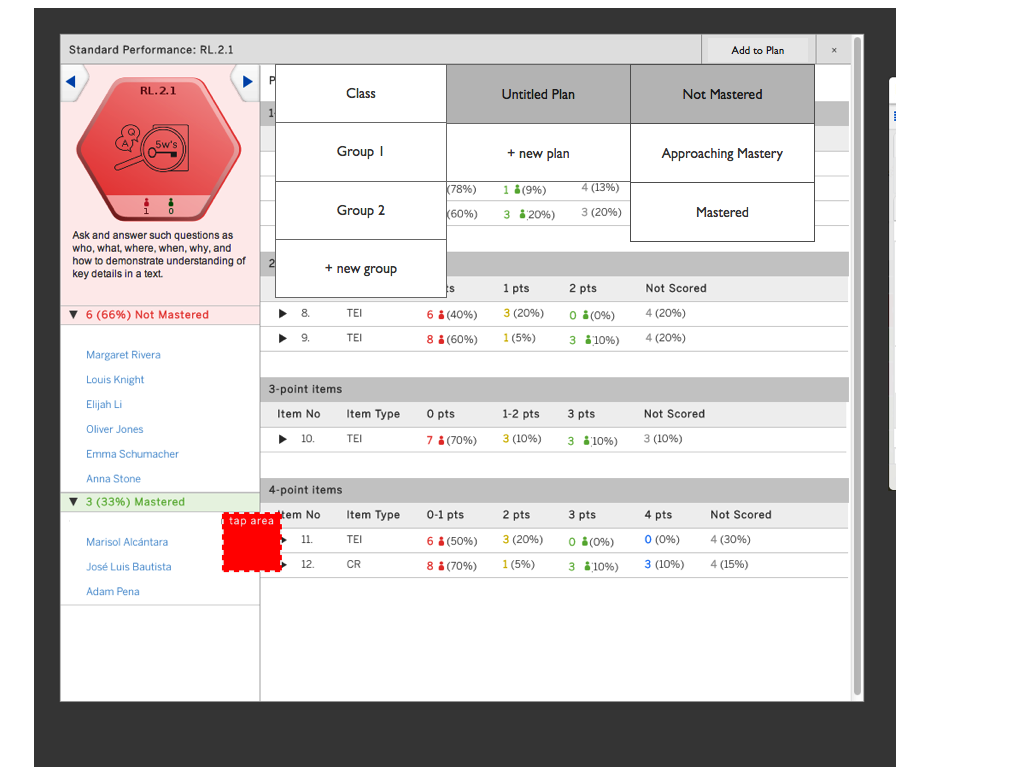 Standard Performance: RL.2.1
Add to Plan
×
RL.2.1
Q
A
5w's
1 0
Ask and answer such questions as
who, what, where, when, why, and
how to demonstrate understanding of
key details in a text.
▼ 6 (66%) Not Mastered
Margaret Rivera
Louis Knight
Elijah Li
Oliver Jones
Emma Schumacher
Anna Stone
▼ 3 (33%) Mastered
Marisol Alcántara
José Luis Bautista
Adam Pena
tap area
P
Class
Untitled Plan
Not Mastered
1-
Group 1
+ new plan
Approaching Mastery
(78%) 1 (9%) 4 (13%)
Group 2
(60%) 3 (20%) 3 (20%)
Mastered
2
+ new group
ts 1 pts 2 pts Not Scored
8. TEI 6 (40%) 3 (20%) 0 (0%) 4 (20%)
9. TEI 8 (60%) 1 (5%) 3 (10%) 4 (20%)
3-point items
Item No Item Type 0 pts 1-2 pts 3 pts Not Scored
10. TEI 7 (70%) 3 (10%) 3 (10%) 3 (10%)
4-point items
Item No Item Type 0-1 pts 2 pts 3 pts 4 pts Not Scored
11. TEI 6 (50%) 3 (20%) 0 (0%) 0 (0%) 4 (30%)
12. CR 8 (70%) 1 (5%) 3 (10%) 3 (10%) 4 (15%)